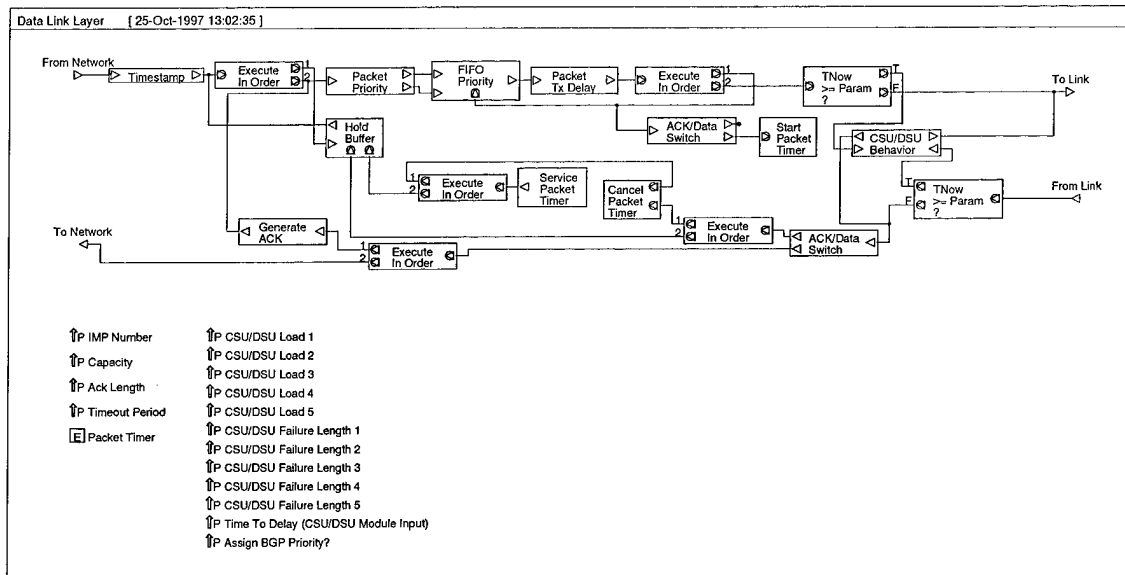 Data Link Layer [ 25-Oct-1997 13:02:35 ]
From Network
Timestamp
Execute
In Order
1
2
Packet
Priority
FIFO
Priority
Packet
Tx Delay
Execute
In Order
1
2
TNow
>= Param
?
T
F
To Link
Hold
Buffer
ACK/Data
Switch
Start
Packet
Timer
CSU/DSU
Behavior
1
2
Execute
In Order
Service
Packet
Timer
Cancel
Packet
Timer
T
F
TNow
>= Param
?
From Link
To Network
Generate
ACK
1
2
Execute
In Order
1
2
Execute
In Order
ACK/Data
Switch
P IMP Number
P Capacity
P Ack Length
P Timeout Period
E Packet Timer
P CSU/DSU Load 1
P CSU/DSU Load 2
P CSU/DSU Load 3
P CSU/DSU Load 4
P CSU/DSU Load 5
P CSU/DSU Failure Length 1
P CSU/DSU Failure Length 2
P CSU/DSU Failure Length 3
P CSU/DSU Failure Length 4
P CSU/DSU Failure Length 5
P Time To Delay (CSU/DSU Module Input)
P Assign BGP Priority?